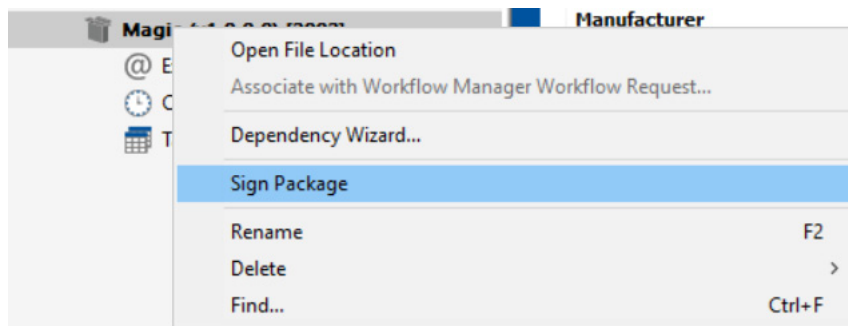 Magi
Manufacturer
Open File Location
Associate with Workflow Manager Workflow Request...
Dependency Wizard...
Sign Package
Rename F2
Delete
Find... Ctrl+F